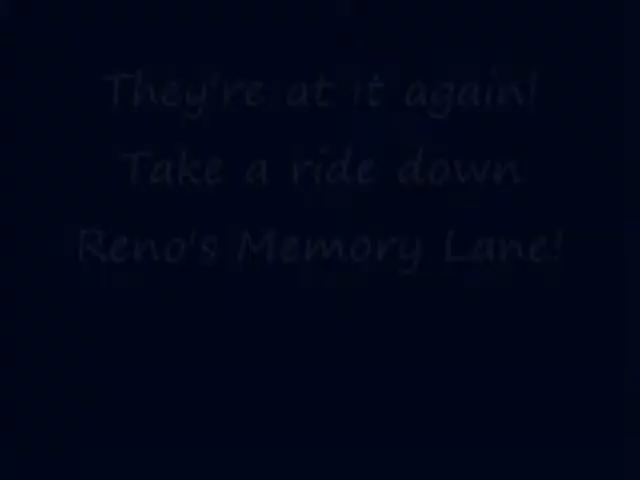 They're at it again!
Take a ride down
Reno's Memory Lane!